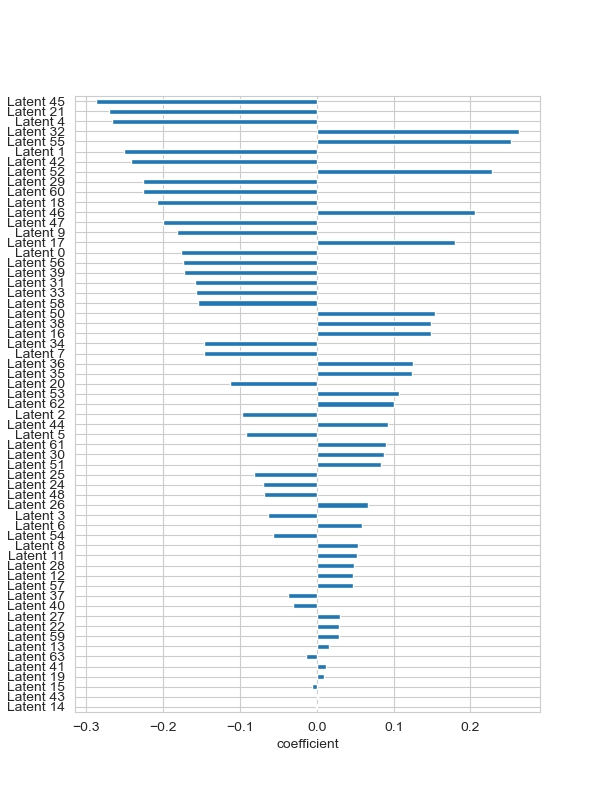 Latent 45
Latent 21
Latent 4
Latent 32
Latent 55
Latent 1
Latent 42
Latent 52
Latent 29
Latent 60
Latent 18
Latent 46
Latent 47
Latent 9
Latent 17
Latent 0
Latent 56
Latent 39
Latent 31
Latent 33
Latent 58
Latent 50
Latent 38
Latent 16
Latent 34
Latent 7
Latent 36
Latent 35
Latent 20
Latent 53
Latent 62
Latent 2
Latent 44
Latent 5
Latent 61
Latent 30
Latent 51
Latent 25
Latent 24
Latent 48
Latent 26
Latent 3
Latent 6
Latent 54
Latent 8
Latent 11
Latent 28
Latent 12
Latent 57
Latent 37
Latent 40
Latent 27
Latent 22
Latent 59
Latent 13
Latent 63
Latent 41
Latent 19
Latent 15
Latent 43
Latent 14
−0.3 −0.2 −0.1 0.0 0.1 0.2
coefficient